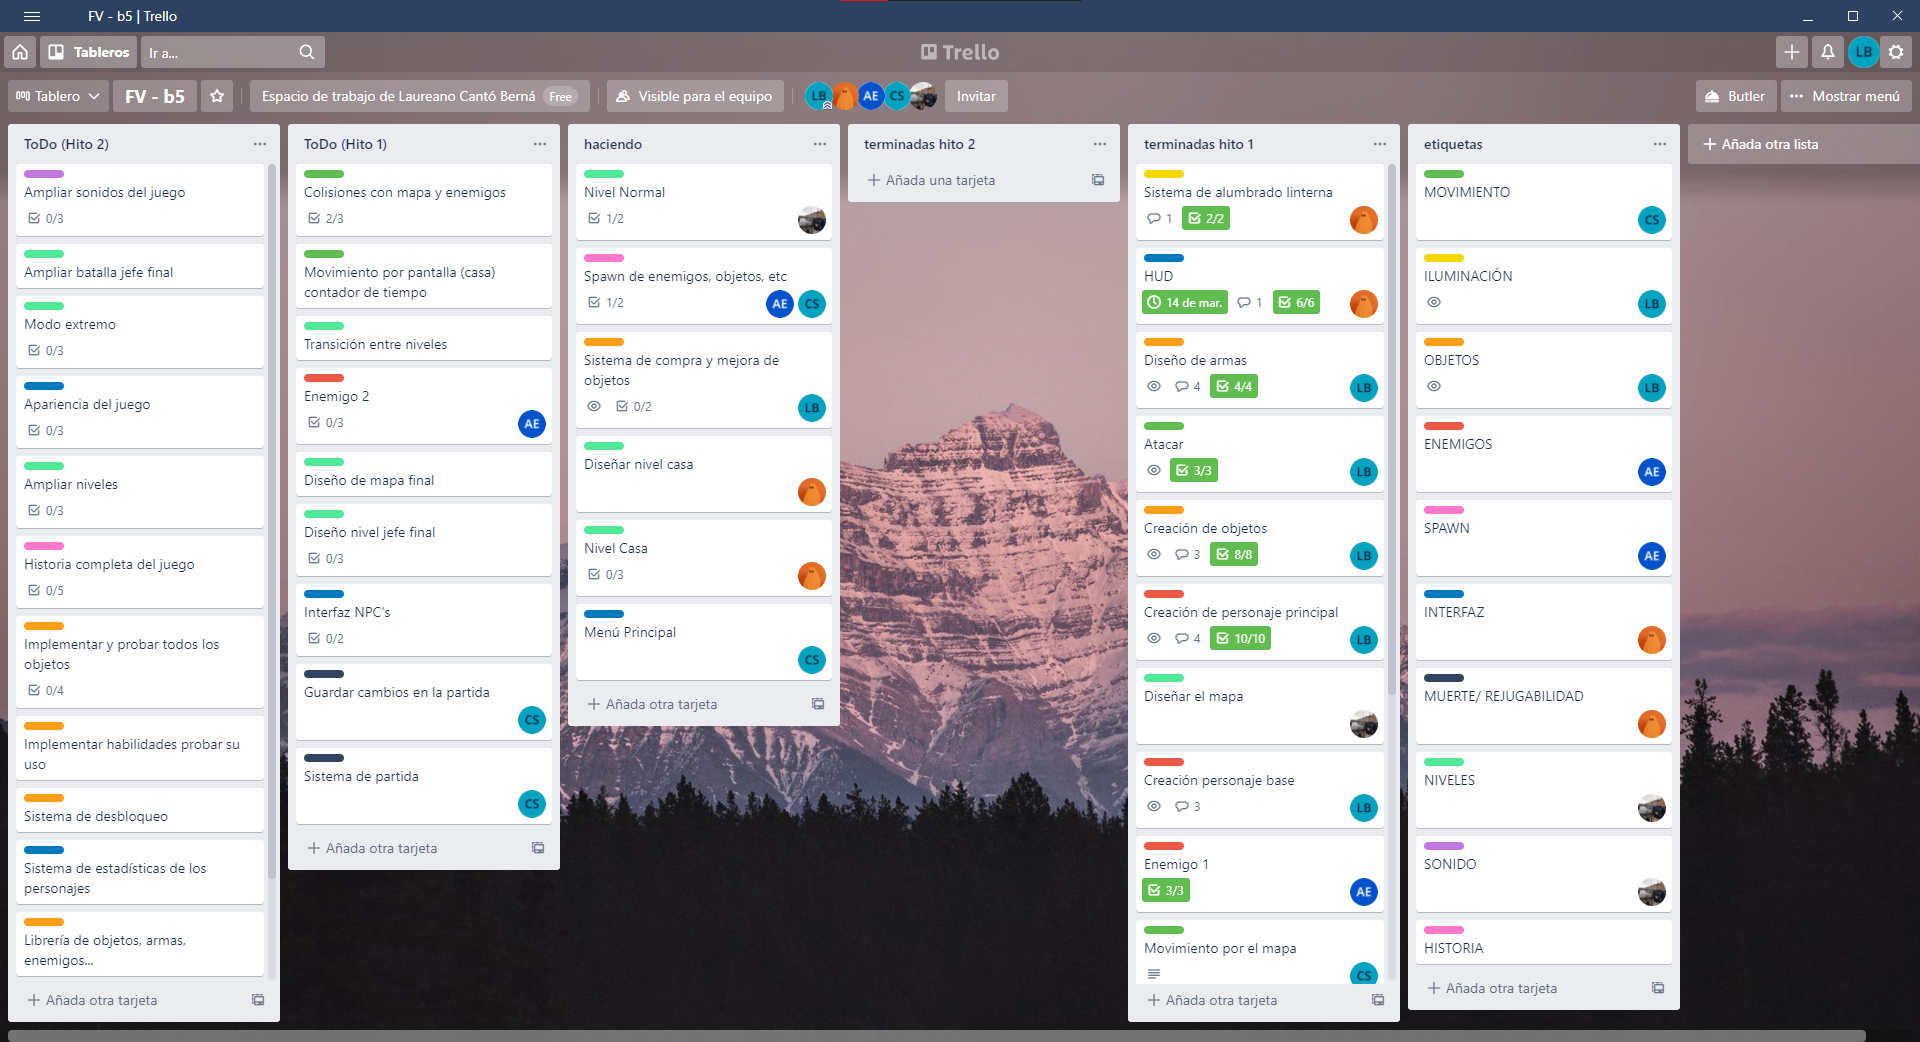 FV - b5 | Trello
Tableros
Ir a...
Trello
LB
Tablero
FV - b5
Espacio de trabajo de Laureano Cantó Berná Free
Visible para el equipo
LB
AE
CS
Invitar
Butler
··· Mostrar menú
ToDo (Hito 2)
Ampliar sonidos del juego
0/3
Ampliar batalla jefe final
Modo extremo
0/3
Apariencia del juego
0/3
Ampliar niveles
0/3
Historia completa del juego
0/5
Implementar y probar todos los
objetos
0/4
Implementar habilidades probar su
uso
Sistema de desbloqueo
Sistema de estadísticas de los
personajes
Librería de objetos, armas,
enemigos...
+ Añada otra tarjeta
ToDo (Hito 1)
Colisiones con mapa y enemigos
2/3
Movimiento por pantalla (casa)
contador de tiempo
Transición entre niveles
Enemigo 2
0/3
AE
Diseño de mapa final
Diseño nivel jefe final
0/3
Interfaz NPC's
0/2
Guardar cambios en la partida
CS
Sistema de partida
CS
+ Añada otra tarjeta
haciendo
Nivel Normal
1/2
Spawn de enemigos, objetos, etc
1/2
AE
CS
Sistema de compra y mejora de
objetos
0/2
LB
Diseñar nivel casa
Nivel Casa
0/3
Menú Principal
CS
+ Añada otra tarjeta
terminadas hito 2
+ Añada una tarjeta
terminadas hito 1
Sistema de alumbrado linterna
1 2/2
HUD
14 de mar. 1 6/6
Diseño de armas
4 4/4
LB
Atacar
3/3
LB
Creación de objetos
3 8/8
LB
Creación de personaje principal
4 10/10
LB
Diseñar el mapa
Creación personaje base
3
LB
Enemigo 1
3/3
AE
Movimiento por el mapa
CS
+ Añada otra tarjeta
etiquetas
MOVIMIENTO
CS
ILUMINACIÓN
LB
OBJETOS
LB
ENEMIGOS
AE
SPAWN
AE
INTERFAZ
MUERTE/ REJUGABILIDAD
NIVELES
SONIDO
HISTORIA
+ Añada otra tarjeta
+ Añada otra lista